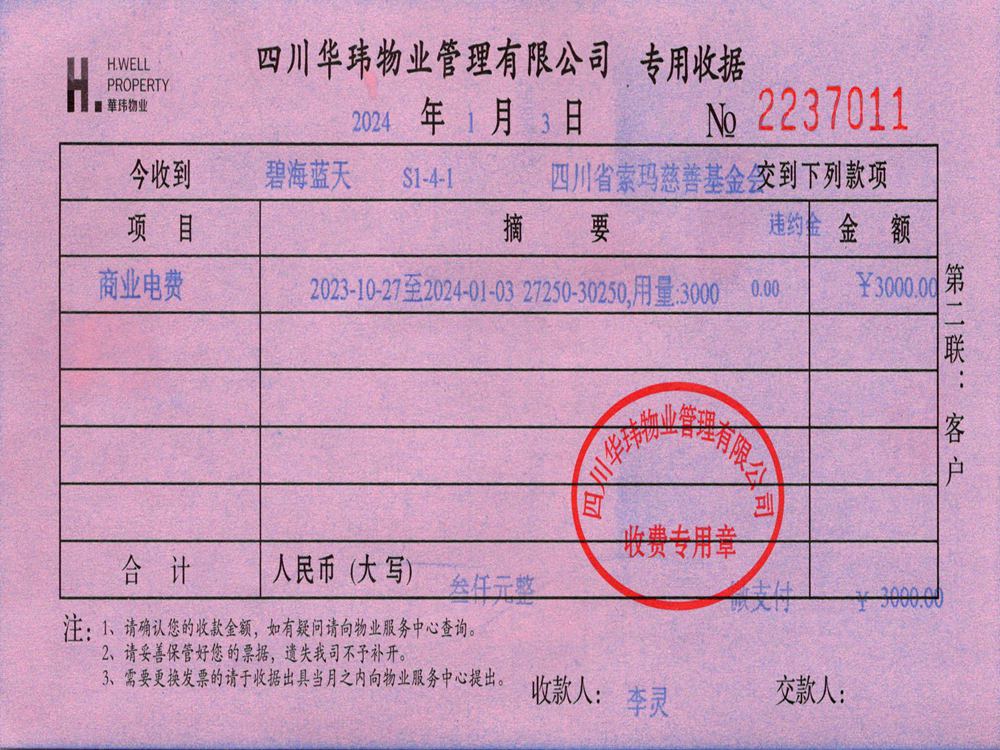 H.WELL
PROPERTY
華玮物业
四川华玮物业管理有限公司 专用收据
2024 年 1 月 3 日 № 2237011
今收到 碧海蓝天 S1-4-1 四川省索玛慈善基金会 交到下列款项
项 目 摘 要 违约金 金 额
商业电费 2023-10-27至2024-01-03 27250-30250,用量:3000 0.00 ￥3000.00
四川华玮物业管理有限公司
收费专用章
合 计 人民币 (大写) 叁仟元整 支付 ￥ 3000.00
第二联：客户
注：1、请确认您的收款金额，如有疑问请向物业服务中心查询。
2、请妥善保管好您的票据，遗失我司不予补开。
3、需要更换发票的请于收据出具当月之内向物业服务中心提出。
收款人： 李灵 交款人：